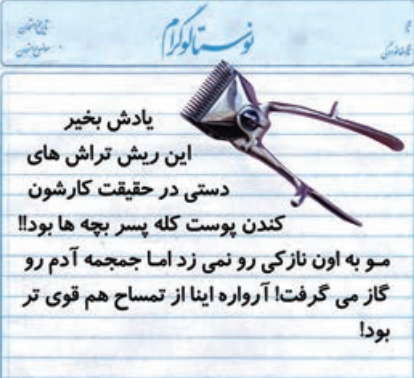 نوستالوگرام
یادش بخیر
این ریش تراش های
دستی در حقیقت کارشون
کندن پوست کله پسر بچه ها بود!!
مو به اون نازکی رو نمی زد اما جمجمه آدم رو
گاز می گرفت! آرواره اینا از تمساح هم قوی تر
بود!